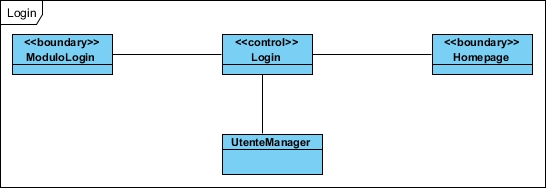 Login
<<boundary>>
ModuloLogin
<<control>>
Login
<<boundary>>
Homepage
UtenteManager